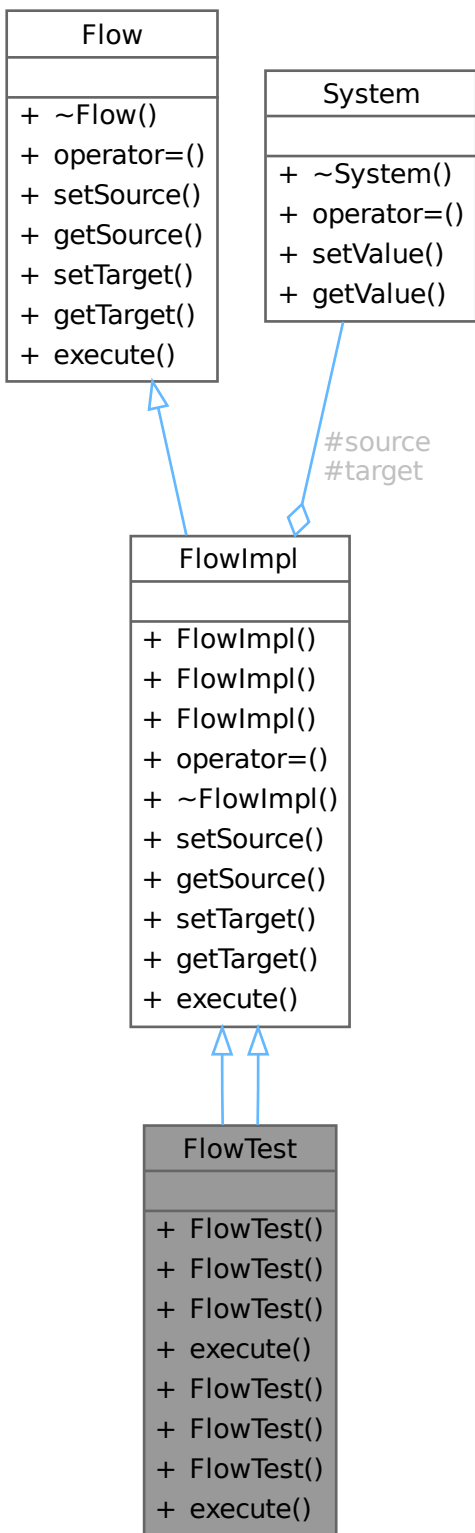 Flow
+ ~Flow()
+ operator=()
+ setSource()
+ getSource()
+ setTarget()
+ getTarget()
+ execute()
System
+ ~System()
+ operator=()
+ setValue()
+ getValue()
#source
#target
FlowImpl
+ FlowImpl()
+ FlowImpl()
+ FlowImpl()
+ operator=()
+ ~FlowImpl()
+ setSource()
+ getSource()
+ setTarget()
+ getTarget()
+ execute()
FlowTest
+ FlowTest()
+ FlowTest()
+ FlowTest()
+ execute()
+ FlowTest()
+ FlowTest()
+ FlowTest()
+ execute()